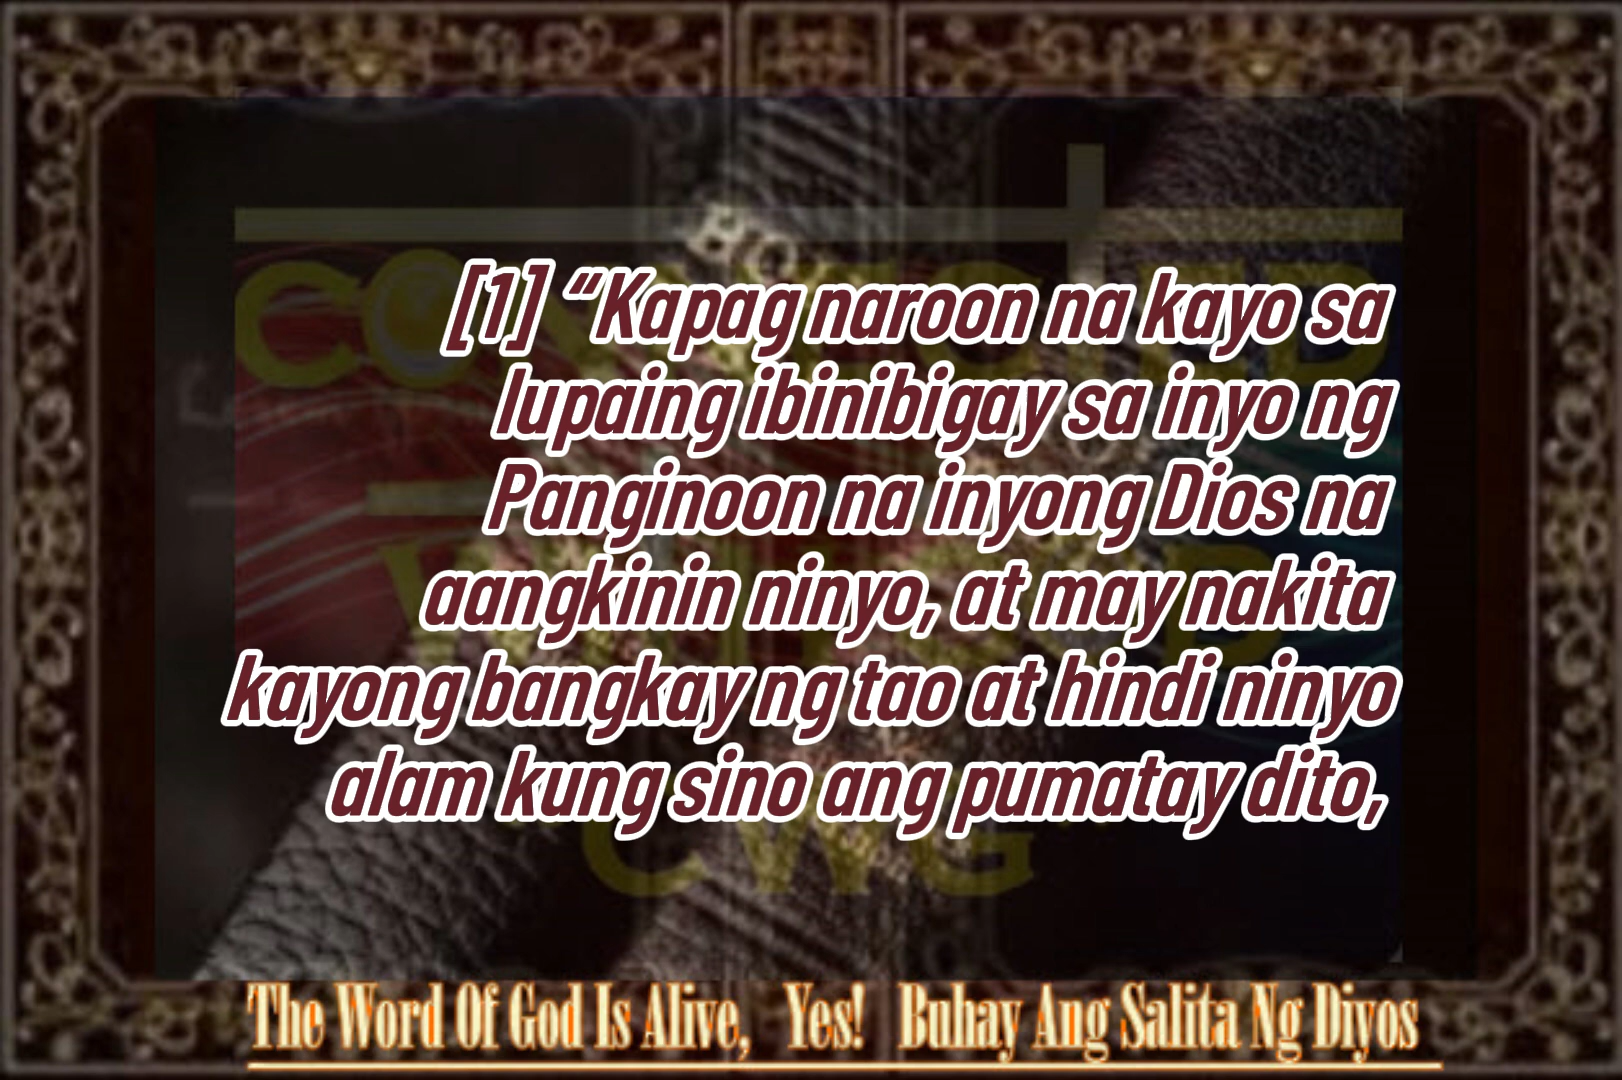 [1] “Kapag naroon na kayo sa
lupaing ibinibigay sa inyo ng
Panginoon na inyong Dios na
aangkinin ninyo, at may nakita
kayong bangkay ng tao at hindi ninyo
alam kung sino ang pumatay dito,
"CWG"
The Word Of God Is Alive, Yes! Buhay Ang Salita Ng Diyos